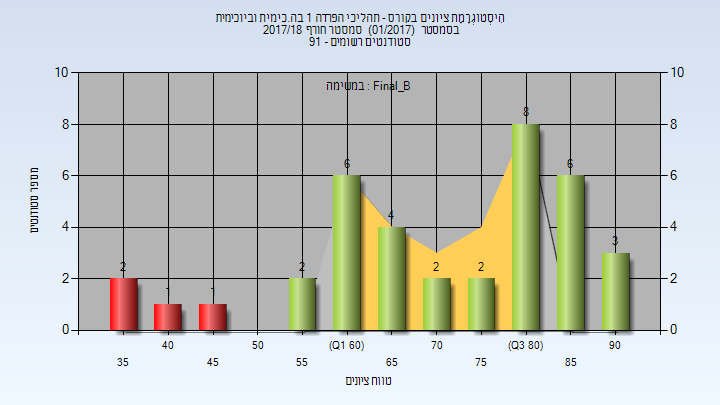 הִיסְטוגְרָמַת ציונים בקורס - תהליכי הפרדה 1 בה.כימית וביוכימית
בסמסטר (01/2017) סמסטר חורף 2017/18
סטודנטים רשומים - 91
במשימה : Final_B
מספר סטודנטים
10 10
8 8
6 6
4 4
2 2
0 0
2 1 1 2 6 4 2 2 8 6 3
40 50 (Q1 60) 70 (Q3 80) 90
35 45 55 65 75 85
טווח ציונים